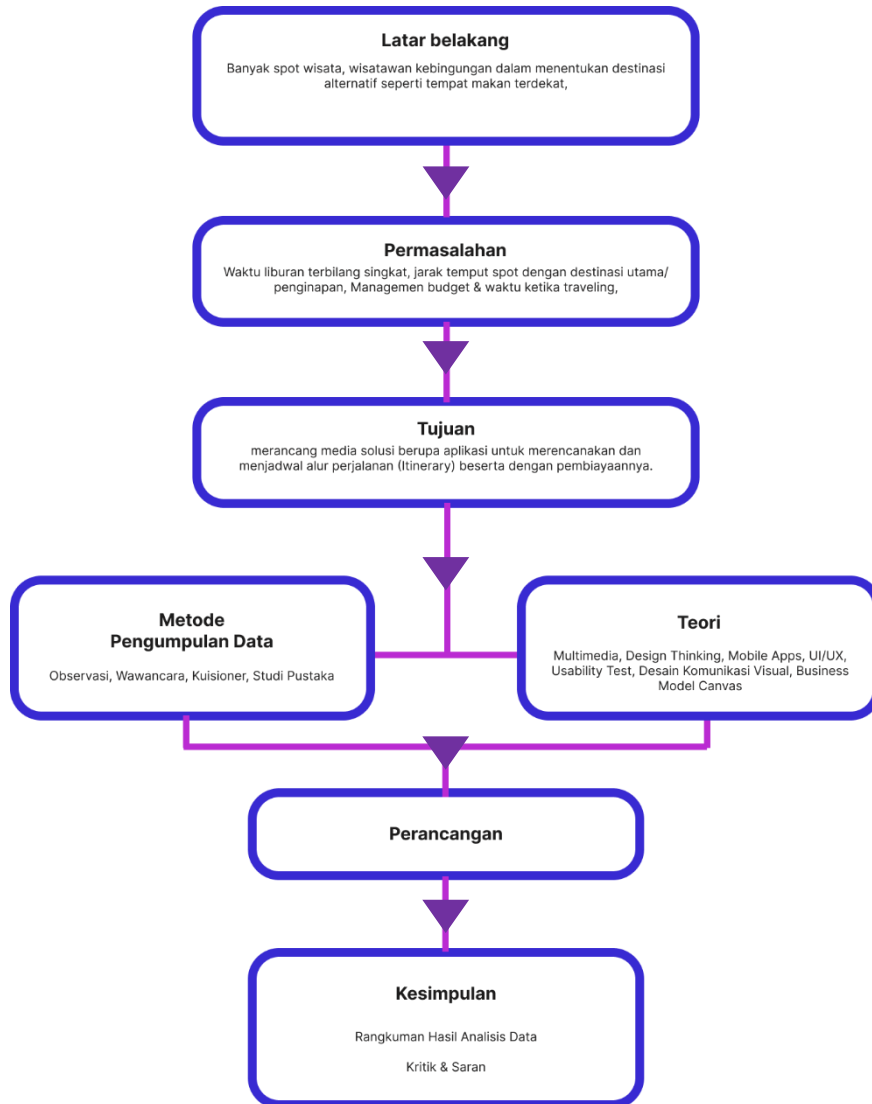 Latar belakang
Banyak spot wisata, wisatawan kebingungan dalam menentukan destinasi
alternatif seperti tempat makan terdekat,
Permasalahan
Waktu liburan terbilang singkat, jarak temput spot dengan destinasi utama/
penginapan, Managemen budget & waktu ketika traveling,
Tujuan
merancang media solusi berupa aplikasi untuk merencanakan dan
menjadwal alur perjalanan (Itinerary) beserta dengan pembiayaannya.
Metode
Pengumpulan Data
Observasi, Wawancara, Kuisioner, Studi Pustaka
Teori
Multimedia, Design Thinking, Mobile Apps, UI/UX,
Usability Test, Desain Komunikasi Visual, Business
Model Canvas
Perancangan
Kesimpulan
Rangkuman Hasil Analisis Data
Kritik & Saran